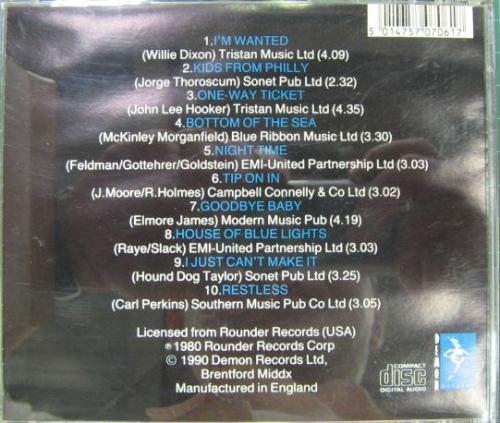 5 014757 070617
1.I'M WANTED
(Willie Dixon) Tristan Music Ltd (4.09)
2.KIDS FROM PHILLY
(Jorge Thoroscum) Sonet Pub Ltd (2.32)
3.ONE-WAY TICKET
(John Lee Hooker) Tristan Music Ltd (4.35)
4.BOTTOM OF THE SEA
(McKinley Morganfield) Blue Ribbon Music Ltd (3.30)
5.NIGHT TIME
(Feldman/Gottehrer/Goldstein) EMI-United Partnership Ltd (3.03)
6.TIP ON IN
(J.Moore/R.Holmes) Campbell Connelly & Co Ltd (3.02)
7.GOODBYE BABY
(Elmore James) Modern Music Pub (4.19)
8.HOUSE OF BLUE LIGHTS
(Raye/Slack) EMI-United Partnership Ltd (3.03)
9.I JUST CAN'T MAKE IT
(Hound Dog Taylor) Sonet Pub Ltd (3.25)
10.RESTLESS
(Carl Perkins) Southern Music Pub Co Ltd (3.05)
Licensed from Rounder Records (USA)
℗1980 Rounder Records Corp
© 1990 Demon Records Ltd,
Brentford Middx
Manufactured in England
COMPACT
disc
DIGITAL AUDIO
DEMON
RECORDS